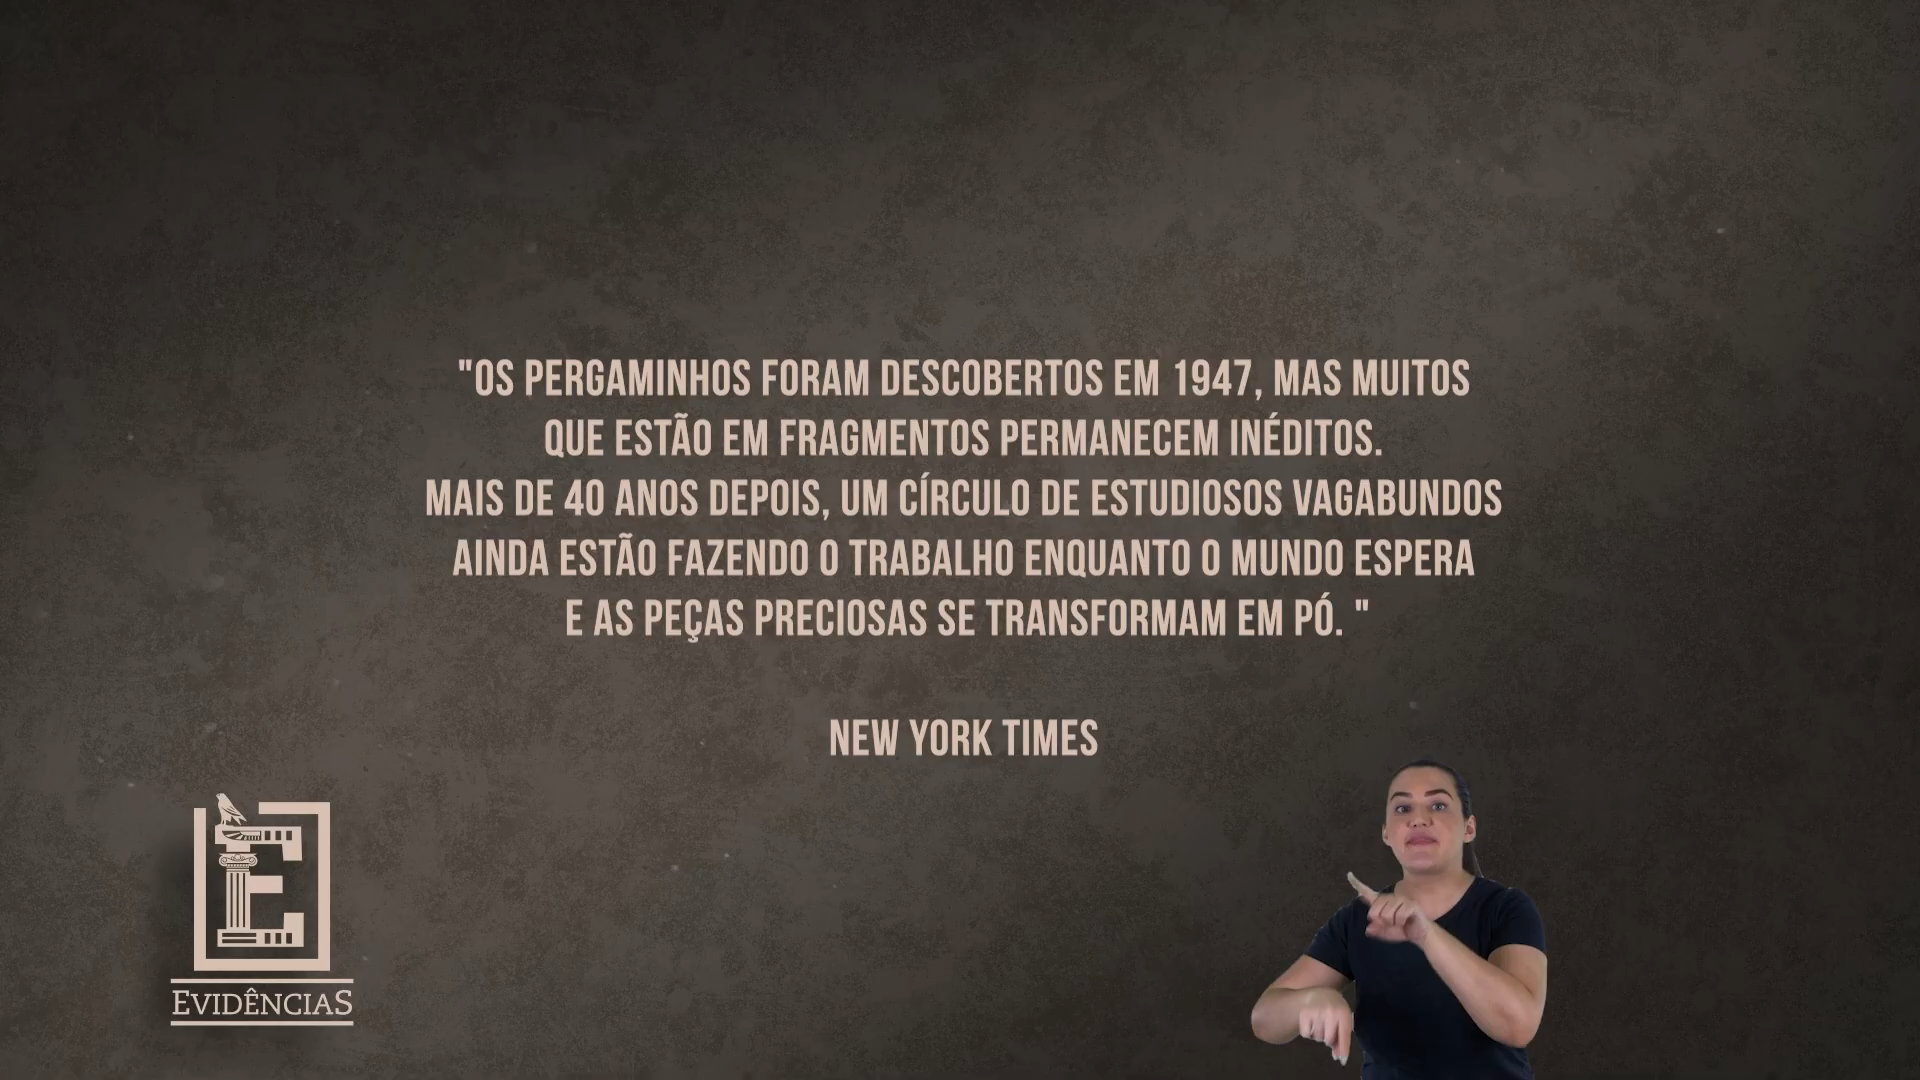 "OS PERGAMINHOS FORAM DESCOBERTOS EM 1947, MAS MUITOS
QUE ESTÃO EM FRAGMENTOS PERMANECEM INÉDITOS.
MAIS DE 40 ANOS DEPOIS, UM CÍRCULO DE ESTUDIOSOS VAGABUNDOS
AINDA ESTÃO FAZENDO O TRABALHO ENQUANTO O MUNDO ESPERA
E AS PEÇAS PRECIOSAS SE TRANSFORMAM EM PÓ. "
NEW YORK TIMES
E
EVIDÊNCIAS